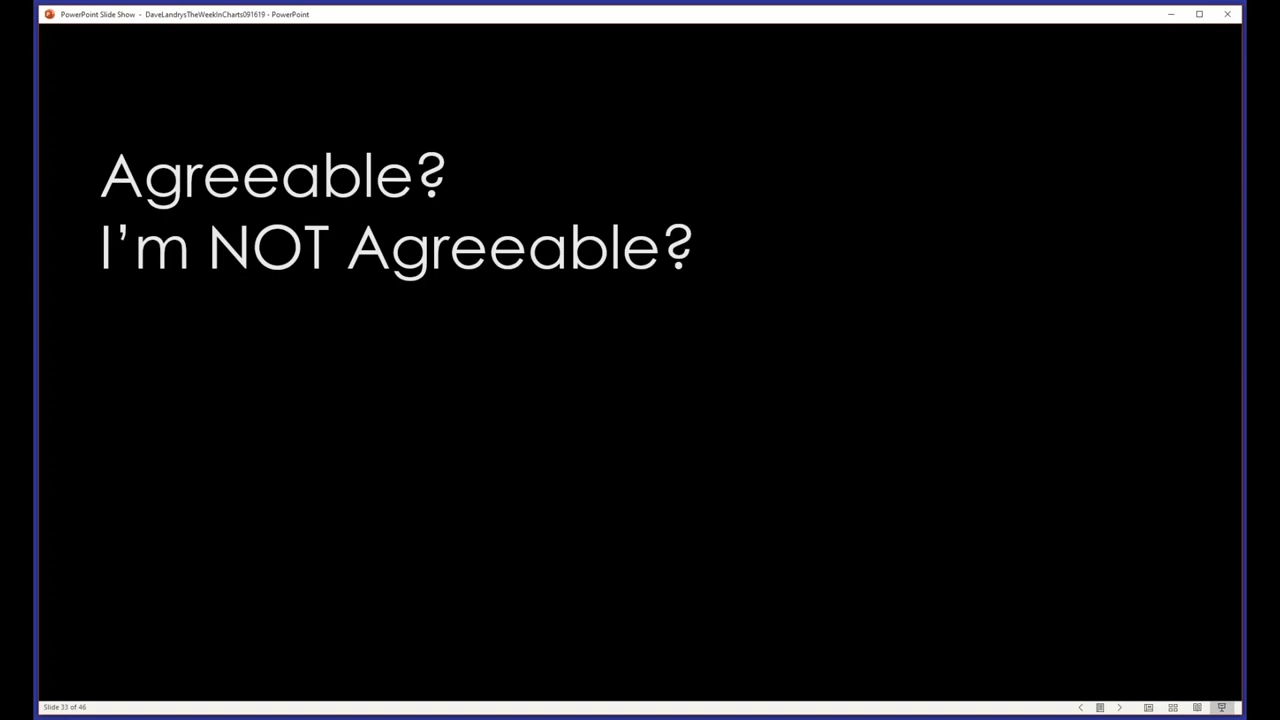 PowerPoint Slide Show - DaveLandrysTheWeekInCharts091619 - PowerPoint
Agreeable?
I’m NOT Agreeable?
Slide 33 of 46